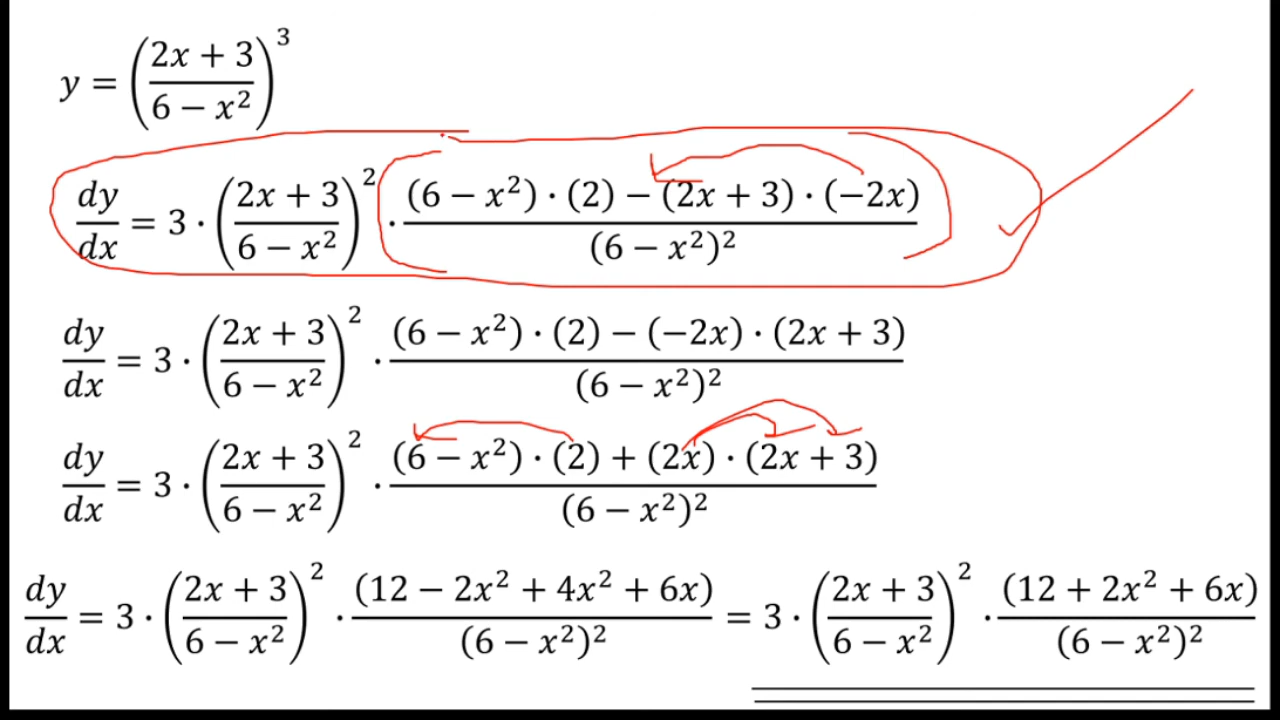 y = ((2x + 3)/(6 − x²))³
dy/dx = 3 · ((2x + 3)/(6 − x²))² · ((6 − x²) · (2) − (2x + 3) · (−2x))/(6 − x²)²
dy/dx = 3 · ((2x + 3)/(6 − x²))² · ((6 − x²) · (2) − (−2x) · (2x + 3))/(6 − x²)²
dy/dx = 3 · ((2x + 3)/(6 − x²))² · ((6 − x²) · (2) + (2x) · (2x + 3))/(6 − x²)²
dy/dx = 3 · ((2x + 3)/(6 − x²))² · (12 − 2x² + 4x² + 6x)/(6 − x²)² = 3 · ((2x + 3)/(6 − x²))² · (12 + 2x² + 6x)/(6 − x²)²